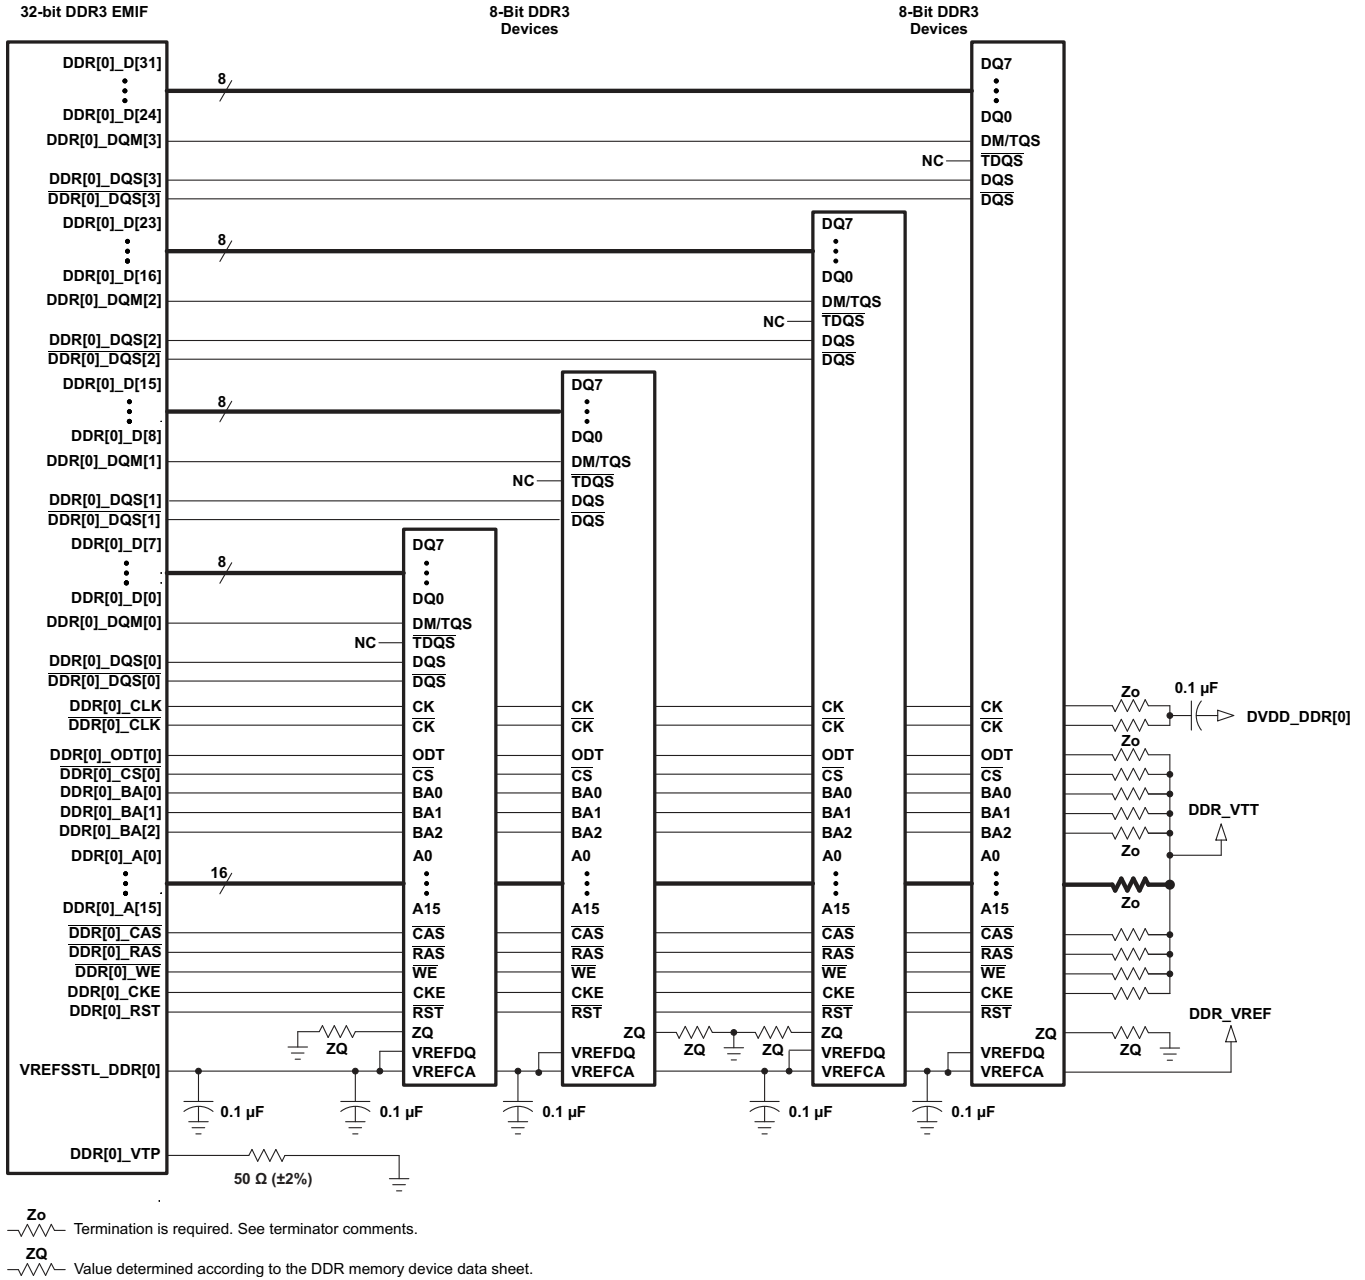 32-bit DDR3 EMIF
8-Bit DDR3
Devices
8-Bit DDR3
Devices
DDR[0]_D[31]
DDR[0]_D[24]
DDR[0]_DQM[3]
DDR[0]_DQS[3]
DDR[0]_DQS[3]
DDR[0]_D[23]
DDR[0]_D[16]
DDR[0]_DQM[2]
DDR[0]_DQS[2]
DDR[0]_DQS[2]
DDR[0]_D[15]
DDR[0]_D[8]
DDR[0]_DQM[1]
DDR[0]_DQS[1]
DDR[0]_DQS[1]
DDR[0]_D[7]
DDR[0]_D[0]
DDR[0]_DQM[0]
DDR[0]_DQS[0]
DDR[0]_DQS[0]
DDR[0]_CLK
DDR[0]_CLK
DDR[0]_ODT[0]
DDR[0]_CS[0]
DDR[0]_BA[0]
DDR[0]_BA[1]
DDR[0]_BA[2]
DDR[0]_A[0]
DDR[0]_A[15]
DDR[0]_CAS
DDR[0]_RAS
DDR[0]_WE
DDR[0]_CKE
DDR[0]_RST
VREFSSTL_DDR[0]
DDR[0]_VTP
8
8
8
8
16
NC
DQ7
DQ0
DM/TQS
TDQS
DQS
DQS
CK
CK
ODT
CS
BA0
BA1
BA2
A0
A15
CAS
RAS
WE
CKE
RST
ZQ
VREFDQ
VREFCA
NC
DQ7
DQ0
DM/TQS
TDQS
DQS
DQS
CK
CK
ODT
CS
BA0
BA1
BA2
A0
A15
CAS
RAS
WE
CKE
RST
ZQ
VREFDQ
VREFCA
NC
DQ7
DQ0
DM/TQS
TDQS
DQS
DQS
CK
CK
ODT
CS
BA0
BA1
BA2
A0
A15
CAS
RAS
WE
CKE
RST
ZQ
VREFDQ
VREFCA
NC
DQ7
DQ0
DM/TQS
TDQS
DQS
DQS
CK
CK
ODT
CS
BA0
BA1
BA2
A0
A15
CAS
RAS
WE
CKE
RST
ZQ
VREFDQ
VREFCA
Zo
0.1 µF
DVDD_DDR[0]
Zo
DDR_VTT
Zo
Zo
DDR_VREF
ZQ
ZQ
ZQ
ZQ
0.1 µF
0.1 µF
0.1 µF
0.1 µF
0.1 µF
50 Ω (±2%)
Zo
Termination is required. See terminator comments.
ZQ
Value determined according to the DDR memory device data sheet.